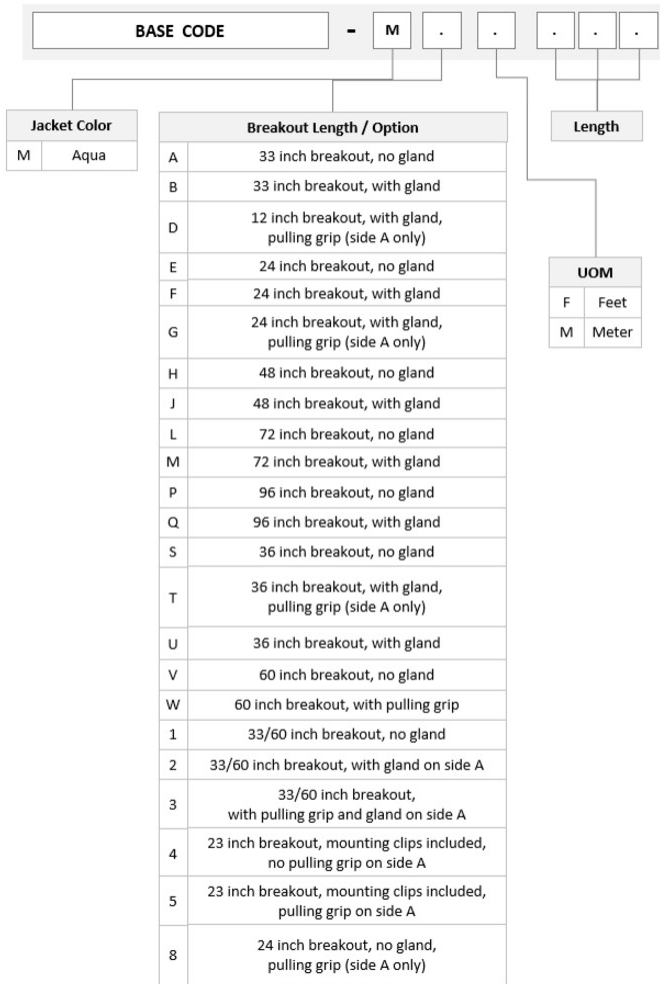 BASE CODE - M . . . . .
Jacket Color
M Aqua
Breakout Length / Option
A 33 inch breakout, no gland
B 33 inch breakout, with gland
D 12 inch breakout, with gland,
pulling grip (side A only)
E 24 inch breakout, no gland
F 24 inch breakout, with gland
G 24 inch breakout, with gland,
pulling grip (side A only)
H 48 inch breakout, no gland
J 48 inch breakout, with gland
L 72 inch breakout, no gland
M 72 inch breakout, with gland
P 96 inch breakout, no gland
Q 96 inch breakout, with gland
S 36 inch breakout, no gland
T 36 inch breakout, with gland,
pulling grip (side A only)
U 36 inch breakout, with gland
V 60 inch breakout, no gland
W 60 inch breakout, with pulling grip
1 33/60 inch breakout, no gland
2 33/60 inch breakout, with gland on side A
3 33/60 inch breakout,
with pulling grip and gland on side A
4 23 inch breakout, mounting clips included,
no pulling grip on side A
5 23 inch breakout, mounting clips included,
pulling grip on side A
8 24 inch breakout, no gland,
pulling grip (side A only)
Length
UOM
F Feet
M Meter